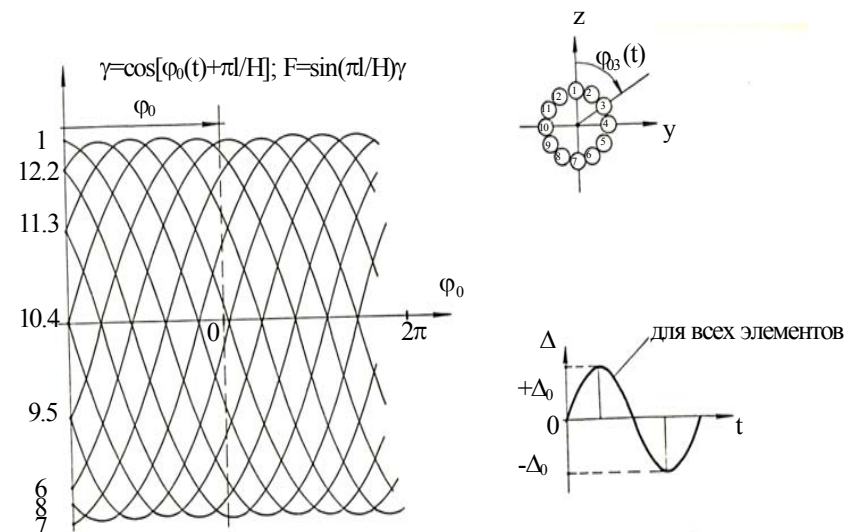 γ=cos[φ₀(t)+πl/H]; F=sin(πl/H)γ
φ₀
1
12.2
11.3
10.4
9.5
6
8
7
0
2π
φ₀
z
φ₀₃(t)
y
1
2
3
4
5
6
7
8
9
10
11
2
Δ
для всех элементов
+Δ₀
0
t
-Δ₀